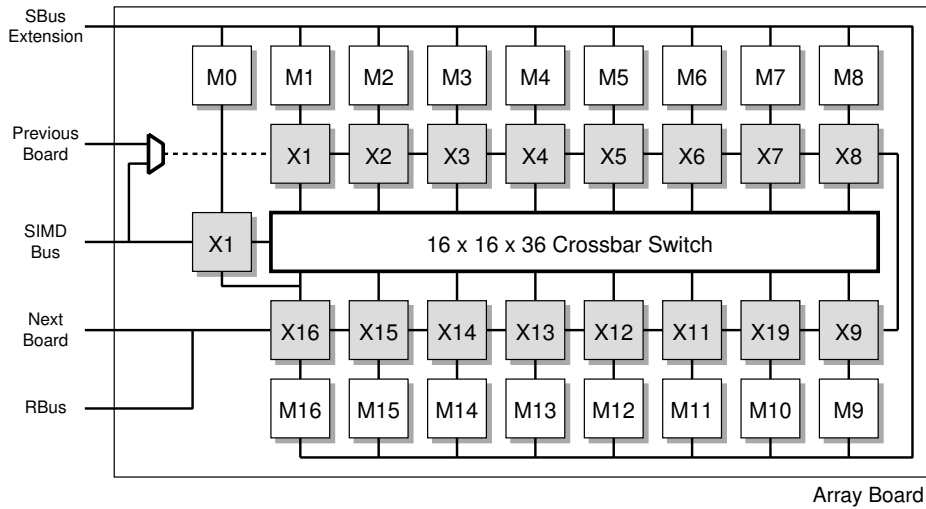 SBus
Extension
M0 M1 M2 M3 M4 M5 M6 M7 M8
Previous
Board
X1 X2 X3 X4 X5 X6 X7 X8
SIMD
Bus
X1
16 x 16 x 36 Crossbar Switch
Next
Board
X16 X15 X14 X13 X12 X11 X19 X9
RBus
M16 M15 M14 M13 M12 M11 M10 M9
Array Board